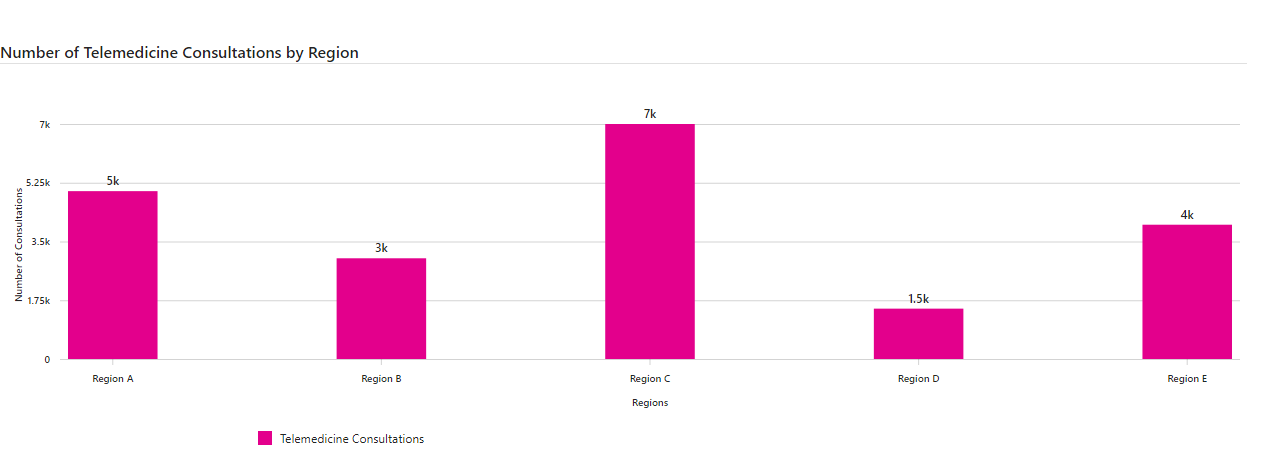 Number of Telemedicine Consultations by Region
7k
7k
5k
5.25k
Number of Consultations
3.5k
3k
4k
1.75k
1.5k
0
Region A
Region B
Region C
Region D
Region E
Regions
Telemedicine Consultations